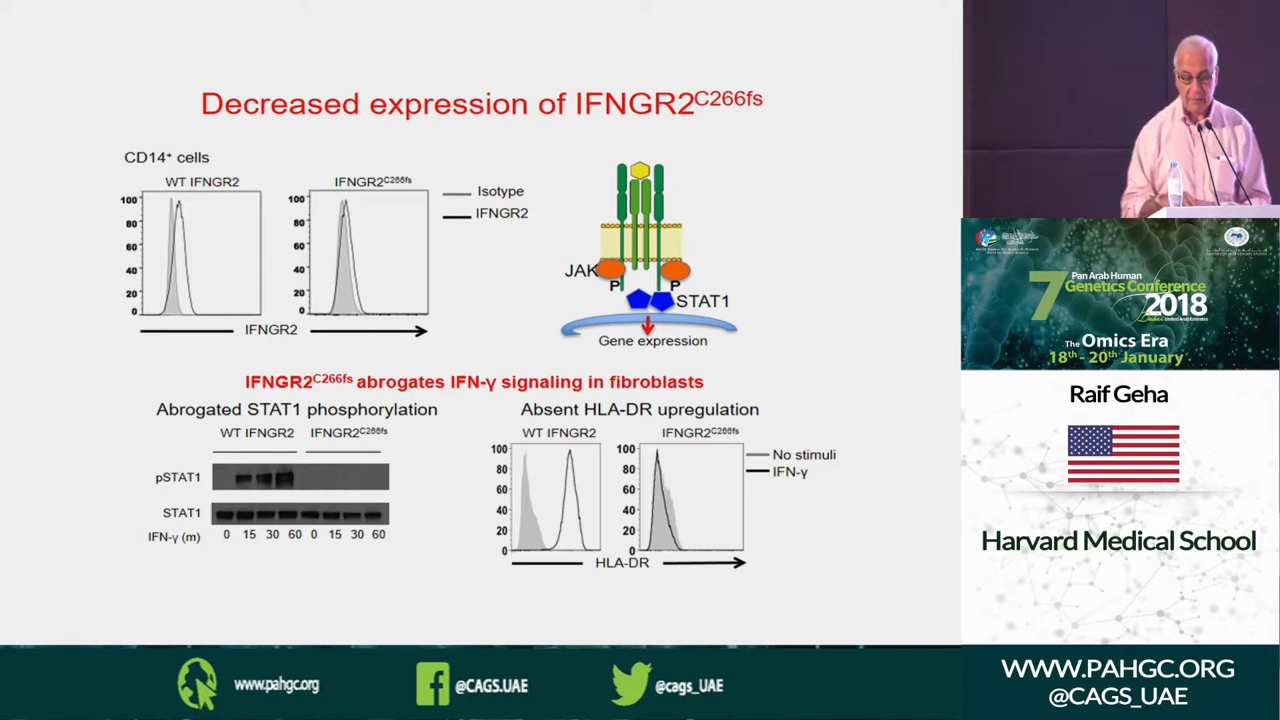 Decreased expression of IFNGR2C266fs
CD14+ cells
WT IFNGR2
IFNGR2C266fs
100
80
60
40
20
0
100
80
60
40
20
0
Isotype
IFNGR2
IFNGR2
JAK
P
P
STAT1
Gene expression
IFNGR2C266fs abrogates IFN-γ signaling in fibroblasts
Abrogated STAT1 phosphorylation
WT IFNGR2 IFNGR2C266fs
pSTAT1
STAT1
IFN-γ (m) 0 15 30 60 0 15 30 60
Absent HLA-DR upregulation
WT IFNGR2
IFNGR2C266fs
100
80
60
40
20
0
100
80
60
40
20
0
No stimuli
IFN-γ
HLA-DR
7
Pan Arab Human
Genetics Conference
2018
Dubai United Arab Emirates
The Omics Era
18th - 20th January
Raif Geha
Harvard Medical School
www.pahgc.org
@CAGS.UAE
@cags_UAE
WWW.PAHGC.ORG
@CAGS_UAE